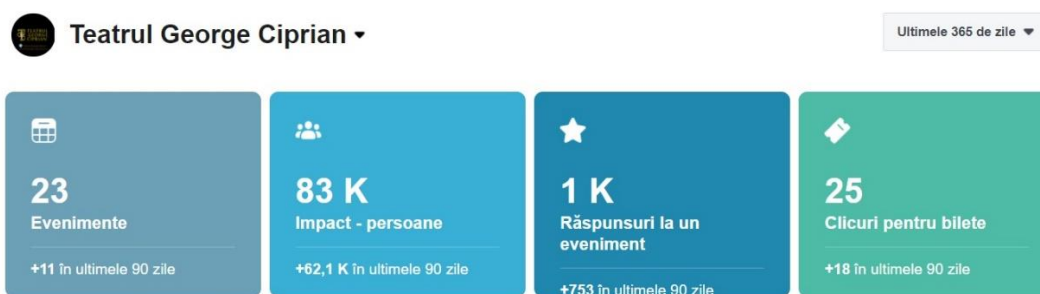 Teatrul George Ciprian
Ultimele 365 de zile
23
Evenimente
+11 în ultimele 90 zile
83 K
Impact - persoane
+62,1 K în ultimele 90 zile
1 K
Răspunsuri la un
eveniment
+753 în ultimele 90 zile
25
Clicuri pentru bilete
+18 în ultimele 90 zile